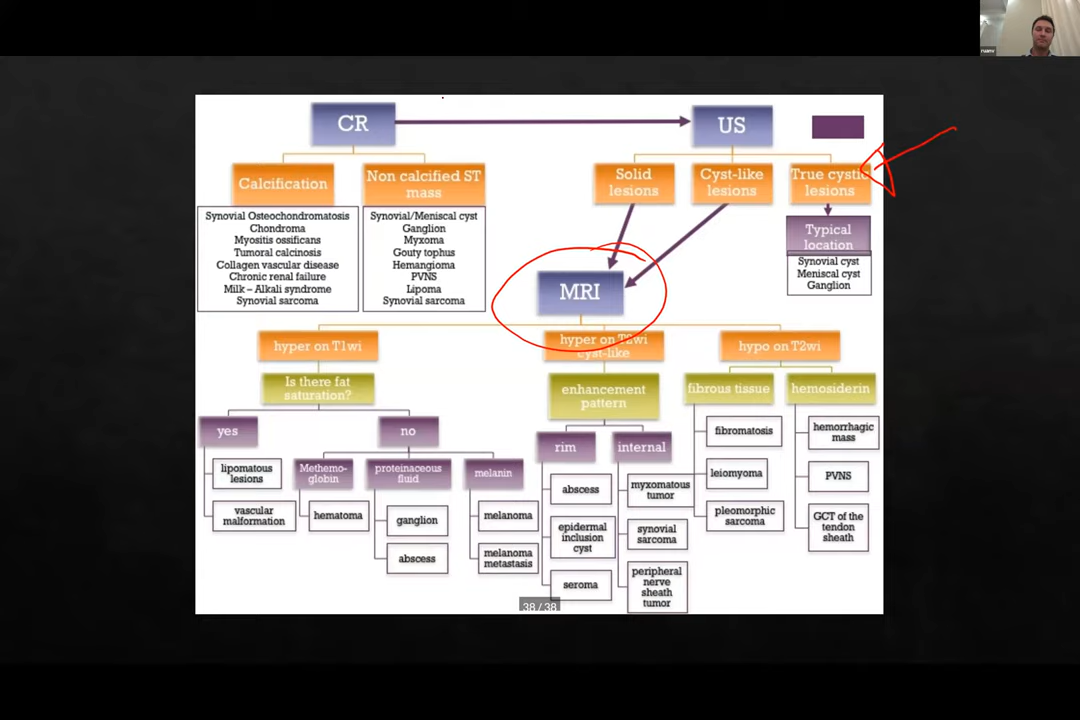 CR
US
Calcification
Non calcified ST
mass
Solid
lesions
Cyst-like
lesions
True cystic
lesions
Synovial Osteochondromatosis
Chondroma
Myositis ossificans
Tumoral calcinosis
Collagen vascular disease
Chronic renal failure
Milk – Alkali syndrome
Synovial sarcoma
Synovial/Meniscal cyst
Ganglion
Myxoma
Gouty tophus
Hemangioma
PVNS
Lipoma
Synovial sarcoma
Typical
location
Synovial cyst
Meniscal cyst
Ganglion
MRI
hyper on T1wi
hyper on T2wi
cyst-like
hypo on T2wi
Is there fat
saturation?
enhancement
pattern
fibrous tissue
hemosiderin
yes
no
rim
internal
fibromatosis
hemorrhagic
mass
lipomatous
lesions
Methemo-
globin
proteinaceous
fluid
melanin
abscess
myxomatous
tumor
leiomyoma
PVNS
vascular
malformation
hematoma
ganglion
melanoma
epidermal
inclusion
cyst
synovial
sarcoma
pleomorphic
sarcoma
GCT of the
tendon
sheath
abscess
melanoma
metastasis
seroma
peripheral
nerve
sheath
tumor
38 / 38